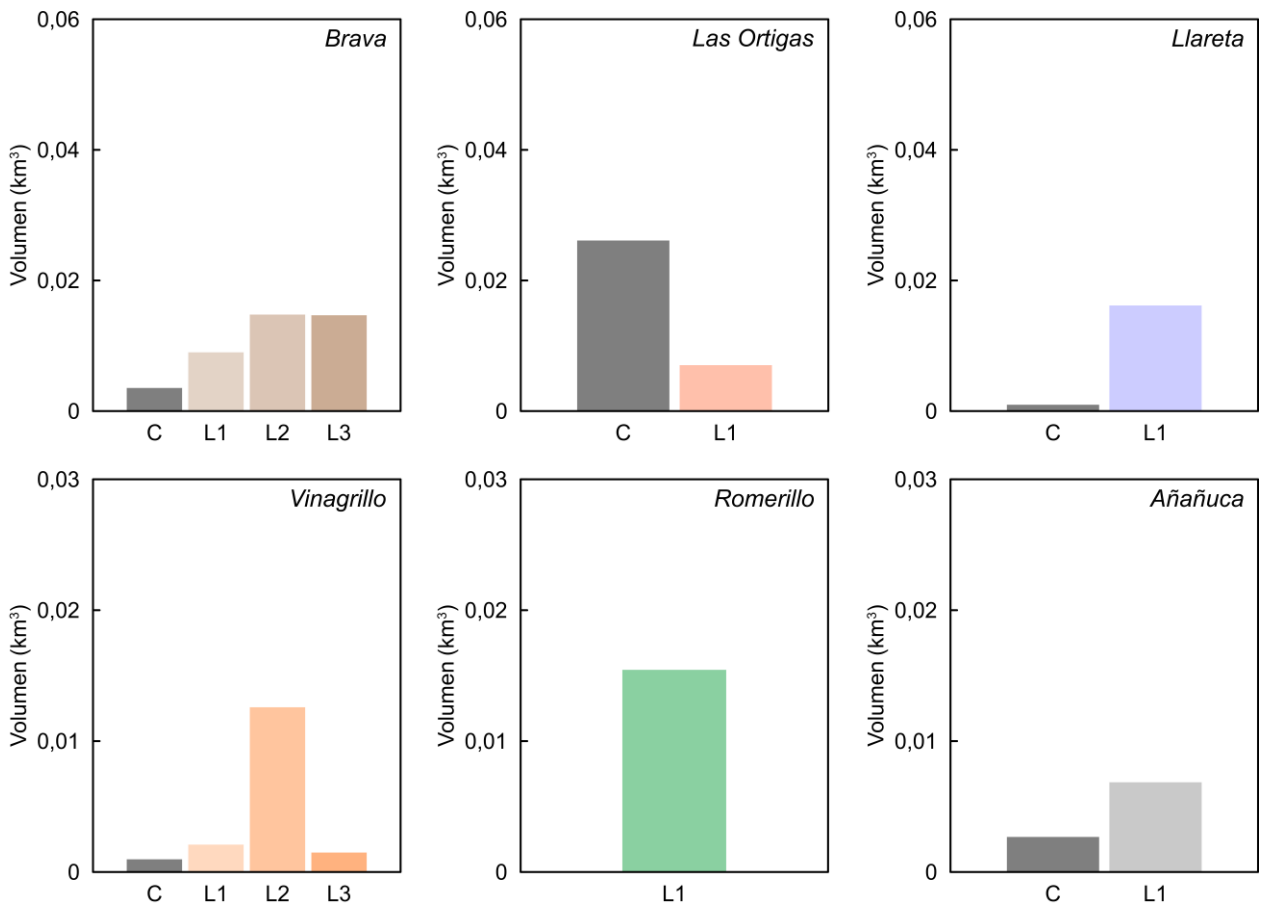 Brava
Volumen (km³)
0,06
0,04
0,02
0
C L1 L2 L3
Las Ortigas
Volumen (km³)
0,06
0,04
0,02
0
C L1
Llareta
Volumen (km³)
0,06
0,04
0,02
0
C L1
Vinagrillo
Volumen (km³)
0,03
0,02
0,01
0
C L1 L2 L3
Romerillo
Volumen (km³)
0,03
0,02
0,01
0
L1
Añañuca
Volumen (km³)
0,03
0,02
0,01
0
C L1